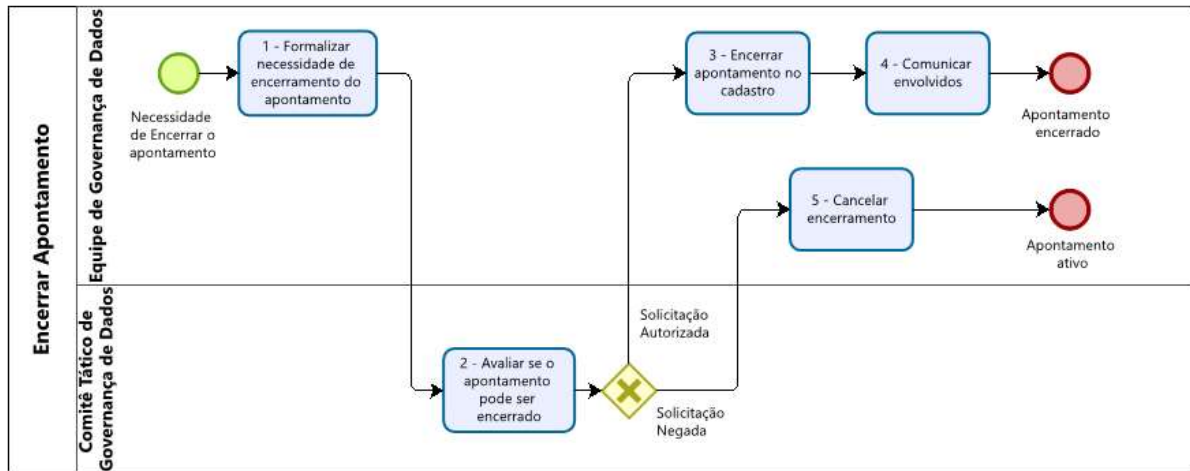 Encerrar Apontamento
Equipe de Governança de Dados
Necessidade
de Encerrar o
apontamento
1 - Formalizar
necessidade de
encerramento do
apontamento
3 - Encerrar
apontamento no
cadastro
4 - Comunicar
envolvidos
Apontamento
encerrado
5 - Cancelar
encerramento
Apontamento
ativo
Comitê Tático de
Governança de Dados
2 - Avaliar se o
apontamento
pode ser
encerrado
Solicitação
Autorizada
Solicitação
Negada